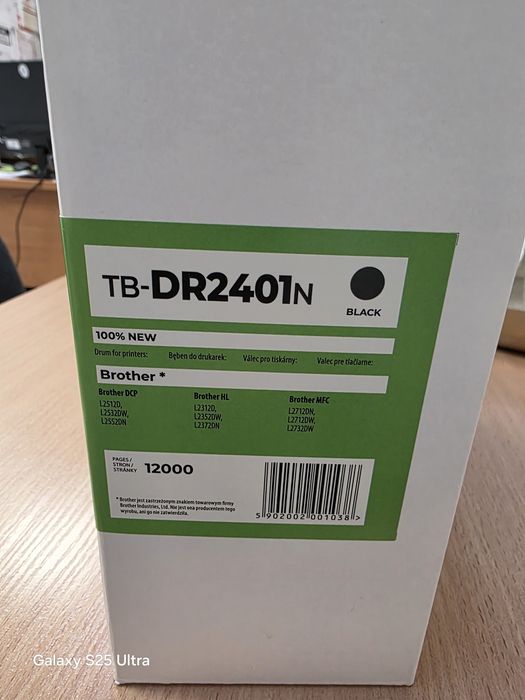 TB-DR2401N
BLACK
100% NEW
Drum for printers: Bęben do drukarek: Válec pro tiskárny: Valec pre tlačiarne:
Brother *
Brother DCP
L2512D,
L2532DW,
L2552DN
Brother HL
L2312D,
L2352DW,
L2372DN
Brother MFC
L2712DN,
L2712DW,
L2732DW
PAGES /
STRON /
STRÁNKY
12000
* Brother jest zastrzeżonym znakiem towarowym firmy
Brother Industries, Ltd. Nie jest ona producentem tego
wyrobu, ani go nie zatwierdziła.
5 902002 001038 >
Galaxy S25 Ultra